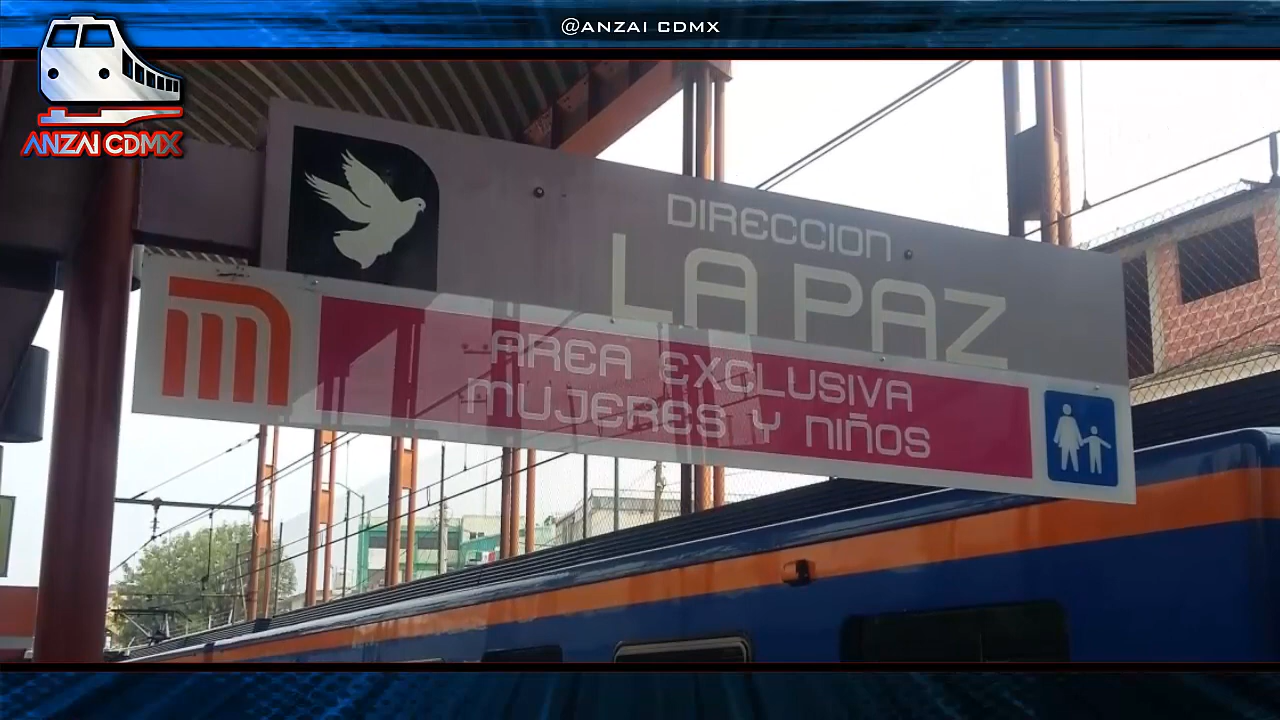 @ANZAI CDMX
ANZAI CDMX
DIRECCION
LA PAZ
AREA EXCLUSIVA
MUJERES Y NIÑOS